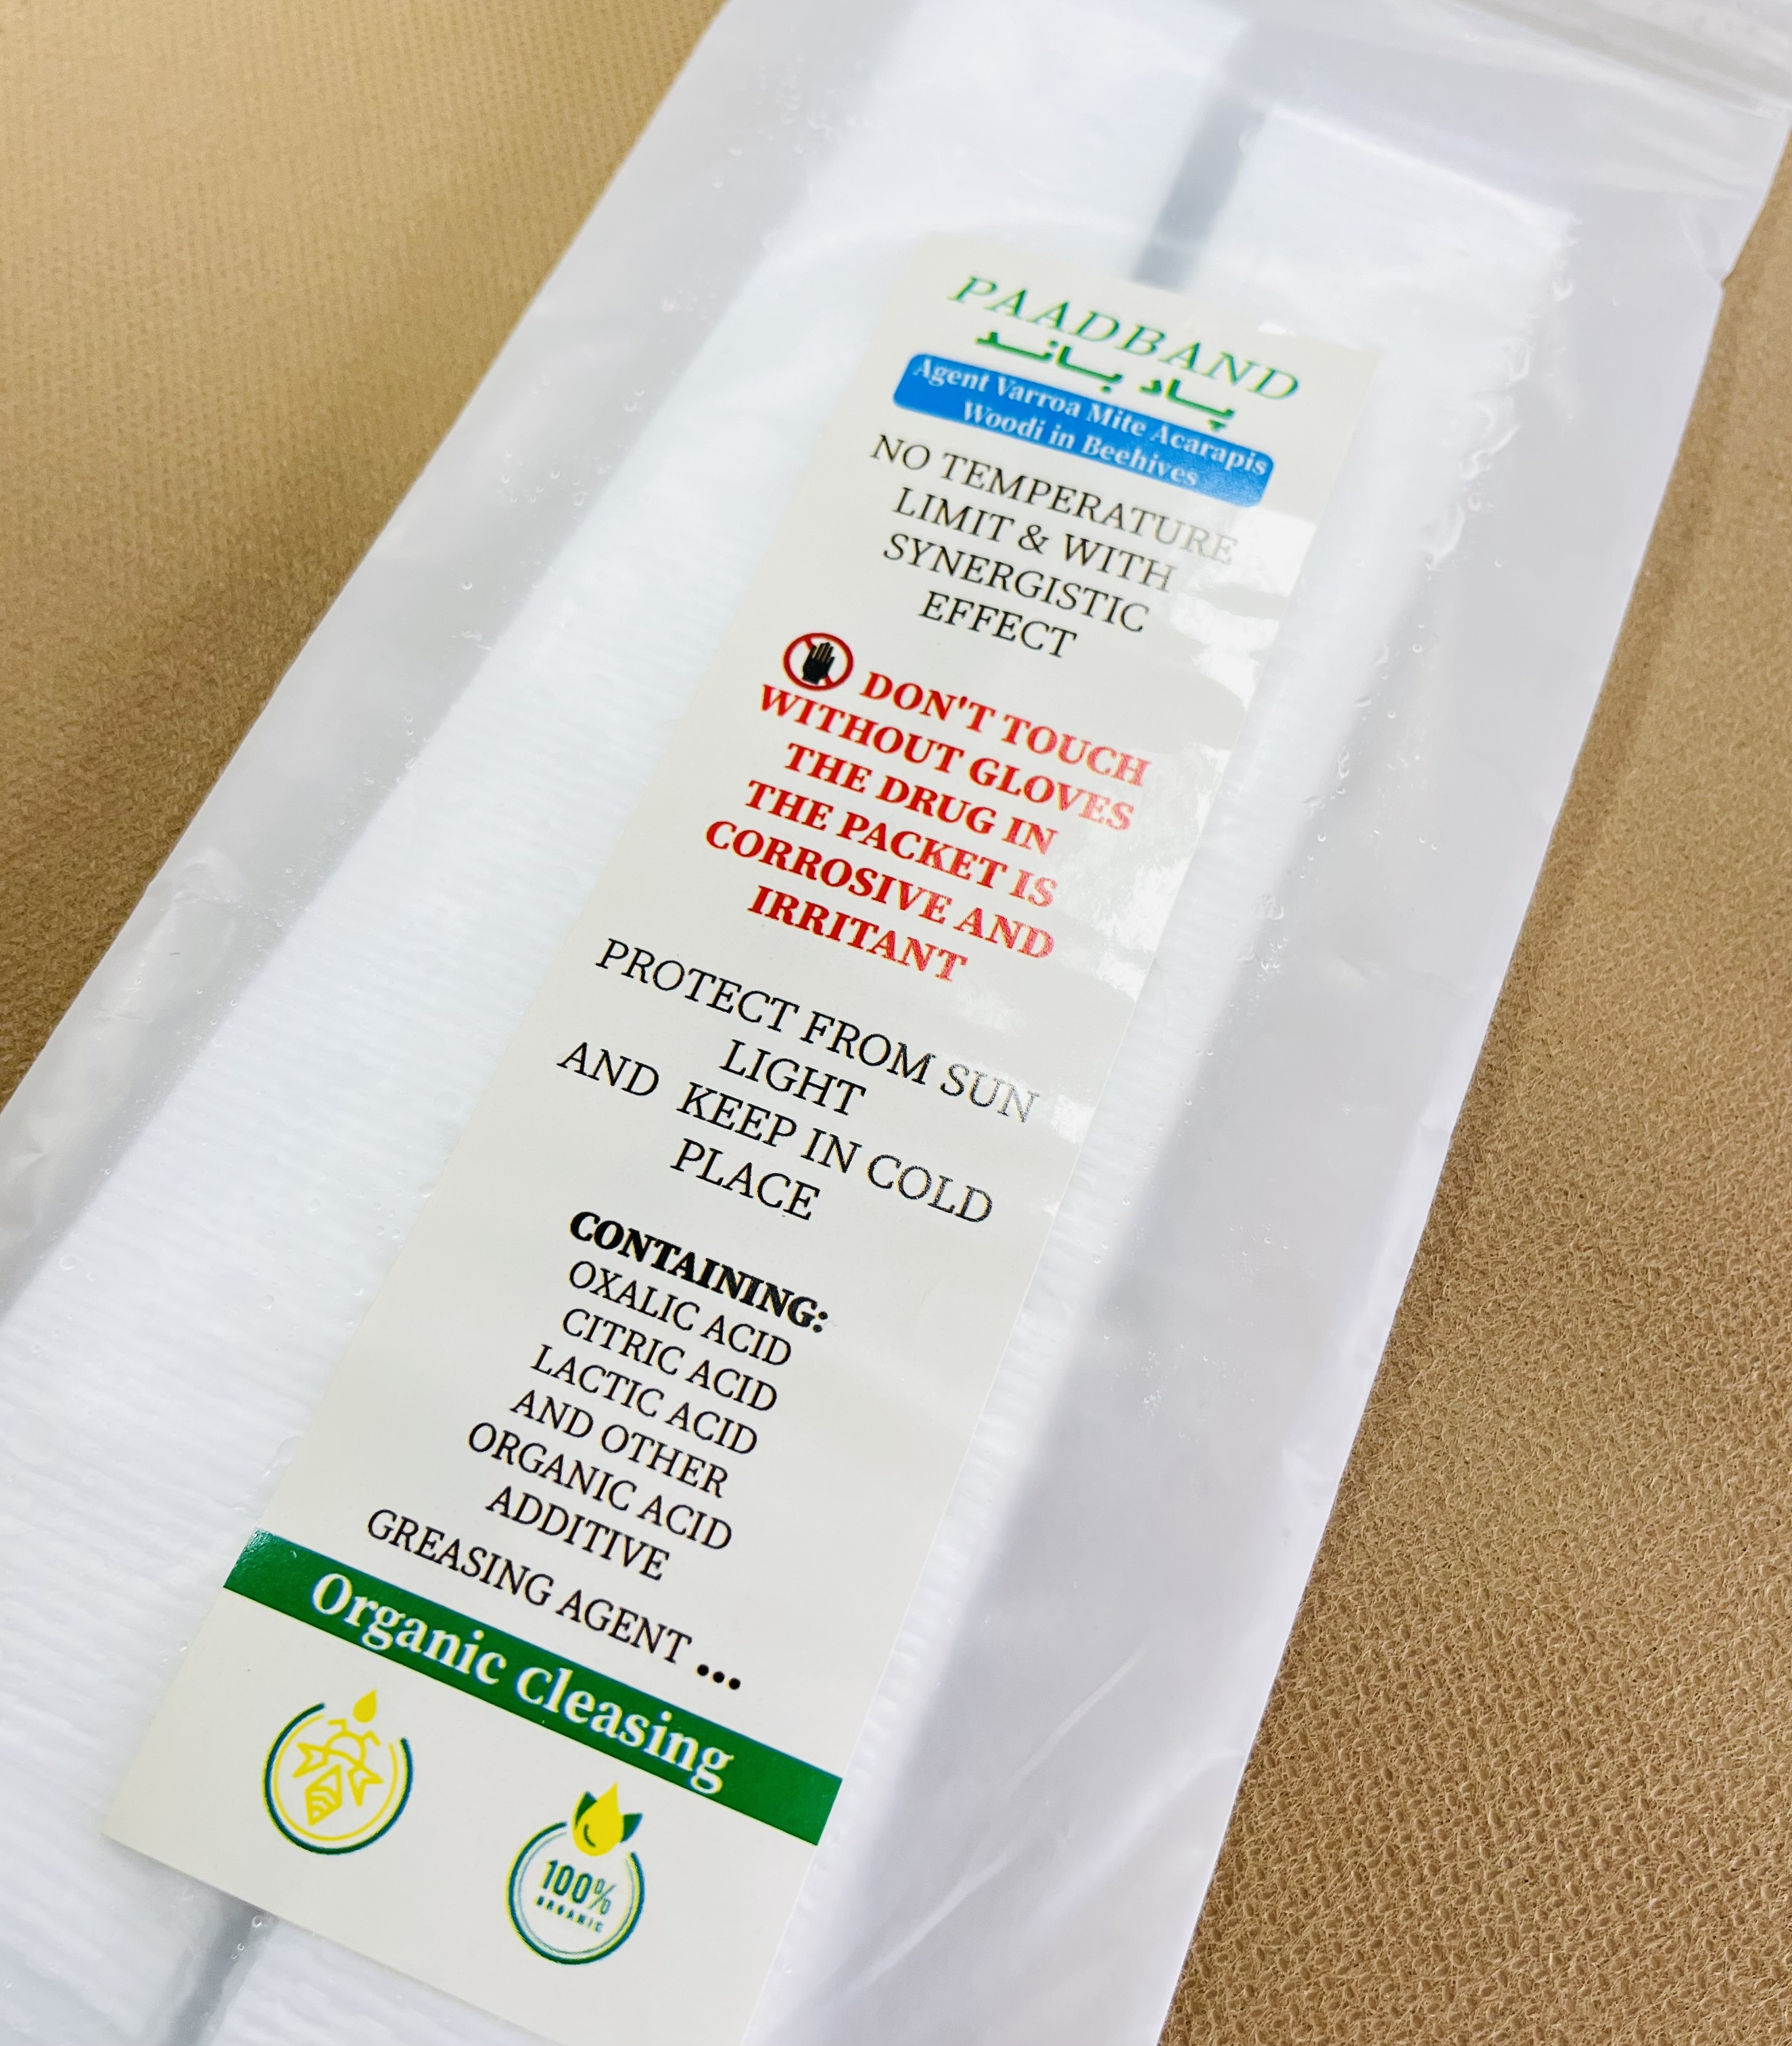 PAADBAND
پاد باند
Agent Varroa Mite Acarapis
Woodi in Beehives
NO TEMPERATURE
LIMIT & WITH
SYNERGISTIC
EFFECT
DON'T TOUCH
WITHOUT GLOVES
THE DRUG IN
THE PACKET IS
CORROSIVE AND
IRRITANT
PROTECT FROM SUN
LIGHT
AND KEEP IN COLD
PLACE
CONTAINING:
OXALIC ACID
CITRIC ACID
LACTIC ACID
AND OTHER
ORGANIC ACID
ADDITIVE
GREASING AGENT ...
Organic Cleasing
100%
ORGANIC